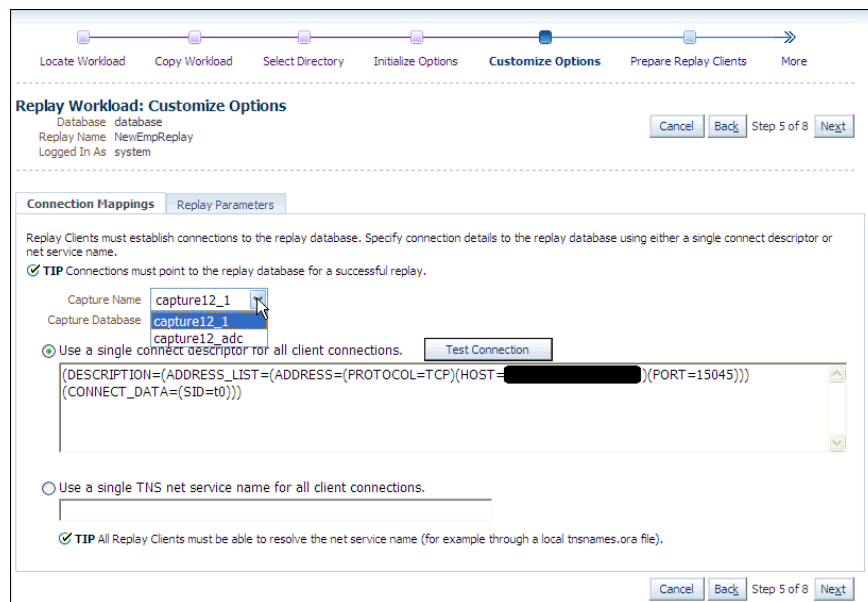 Locate Workload Copy Workload Select Directory Initialize Options Customize Options Prepare Replay Clients More
Replay Workload: Customize Options
Database database
Replay Name NewEmpReplay
Logged In As system
Cancel Back Step 5 of 8 Next
Connection Mappings Replay Parameters
Replay Clients must establish connections to the replay database. Specify connection details to the replay database using either a single connect descriptor or
net service name.
TIP Connections must point to the replay database for a successful replay.
Capture Name capture12_1
Capture Database capture12_1
capture12_adc
Use a single connect descriptor for all client connections. Test Connection
(DESCRIPTION=(ADDRESS_LIST=(ADDRESS=(PROTOCOL=TCP)(HOST= )(PORT=15045)))
(CONNECT_DATA=(SID=t0)))
Use a single TNS net service name for all client connections.
TIP All Replay Clients must be able to resolve the net service name (for example through a local tnsnames.ora file).
Cancel Back Step 5 of 8 Next